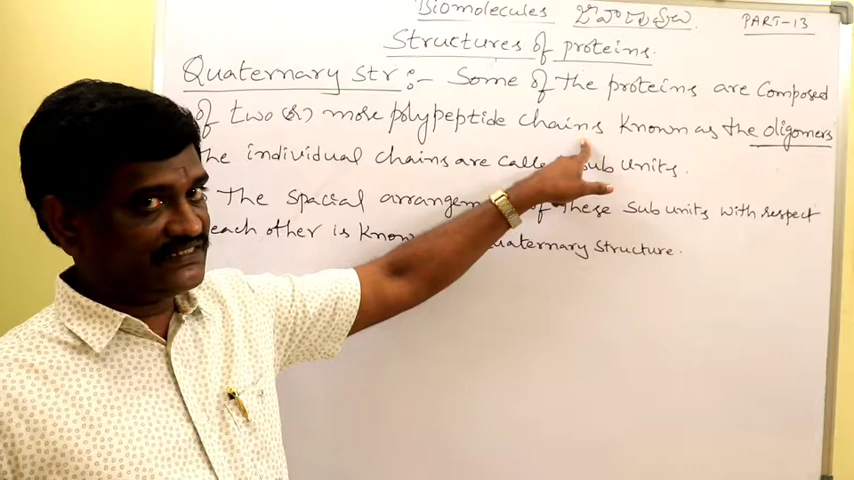 Biomolecules జీవాణువులు PART-13
Structures of proteins.
Quaternary str :- Some of the proteins are Composed
of two (or) more polypeptide chains known as the oligomers
The individual chains are called sub units.
The spacial arrangement of these sub units with respect
each other is known quaternary structure.